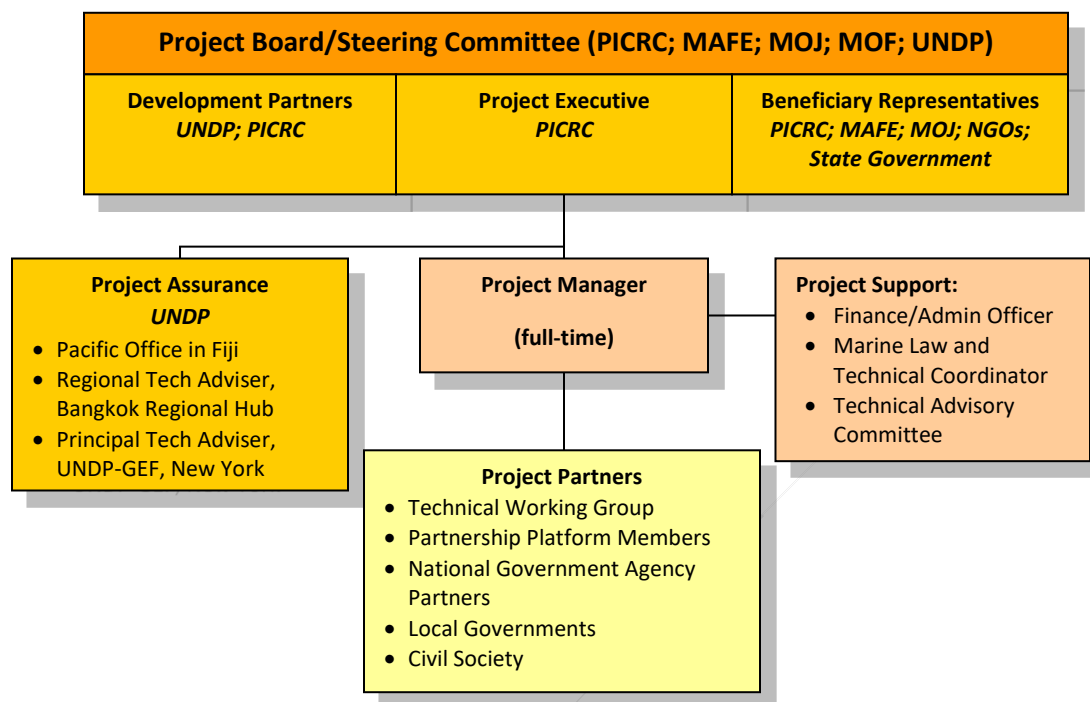 Project Board/Steering Committee (PICRC; MAFE; MOJ; MOF; UNDP)
Development Partners
UNDP; PICRC
Project Executive
PICRC
Beneficiary Representatives
PICRC; MAFE; MOJ; NGOs;
State Government
Project Assurance
UNDP
• Pacific Office in Fiji
• Regional Tech Adviser,
Bangkok Regional Hub
• Principal Tech Adviser,
UNDP-GEF, New York
Project Manager
(full-time)
Project Support:
• Finance/Admin Officer
• Marine Law and
Technical Coordinator
• Technical Advisory
Committee
Project Partners
• Technical Working Group
• Partnership Platform Members
• National Government Agency
Partners
• Local Governments
• Civil Society